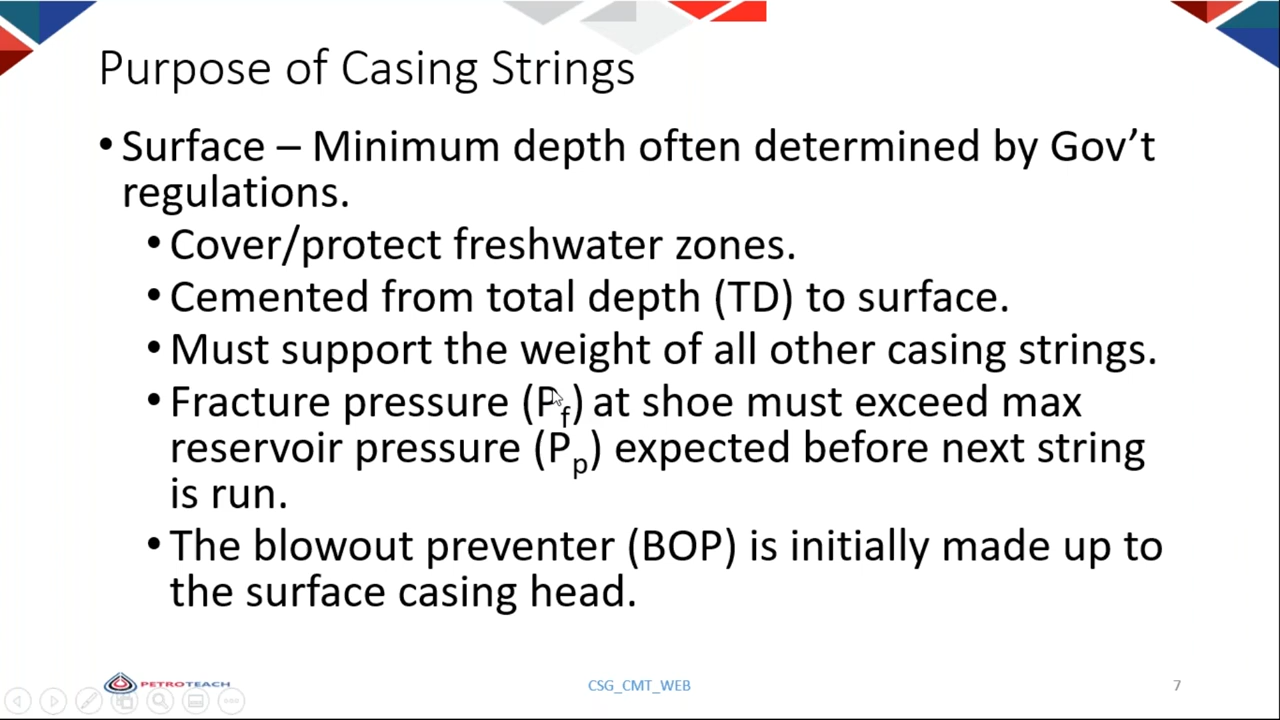 Purpose of Casing Strings
• Surface – Minimum depth often determined by Gov’t
regulations.
• Cover/protect freshwater zones.
• Cemented from total depth (TD) to surface.
• Must support the weight of all other casing strings.
• Fracture pressure (Pf) at shoe must exceed max
reservoir pressure (Pp) expected before next string
is run.
• The blowout preventer (BOP) is initially made up to
the surface casing head.
PETROTEACH
CSG_CMT_WEB
7